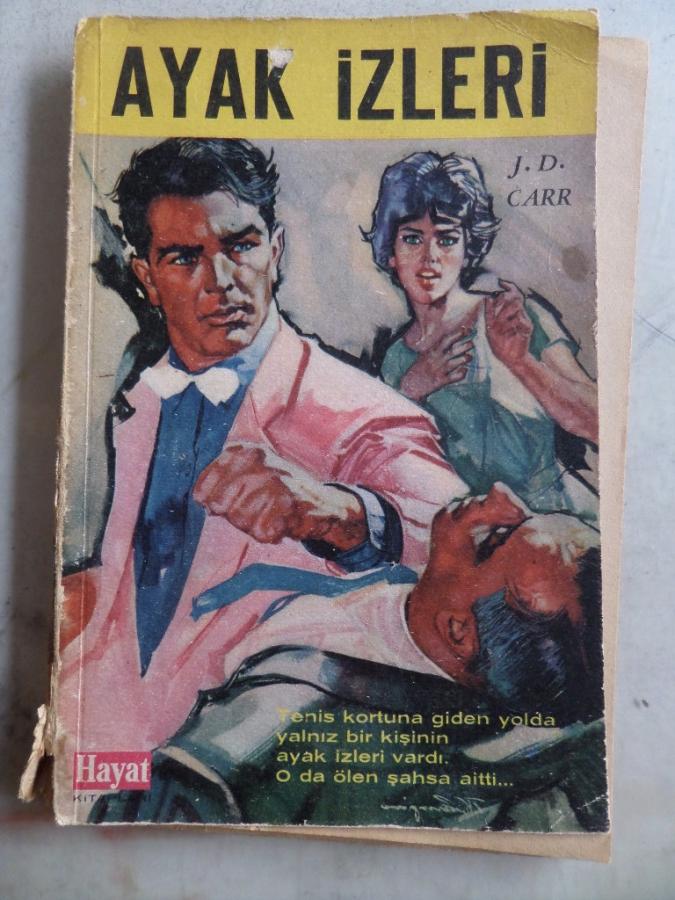 AYAK İZLERİ
J. D.
CARR
Tenis kortuna giden yolda
yalnız bir kişinin
ayak izleri vardı.
O da ölen şahsa aitti...
Hayat